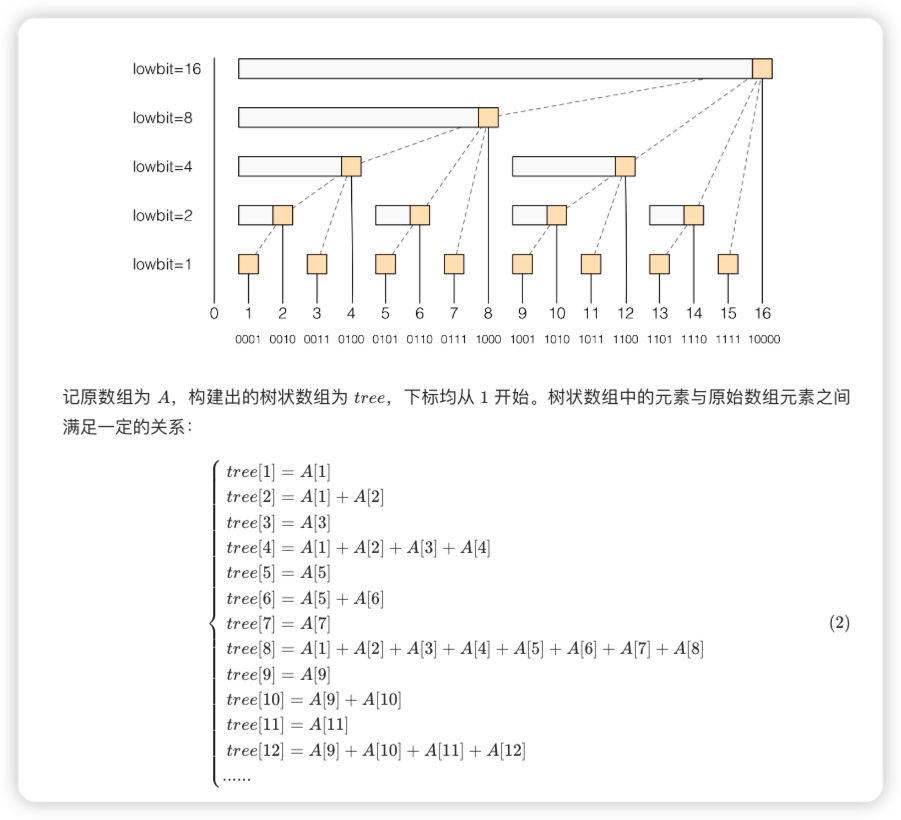 lowbit=16
lowbit=8
lowbit=4
lowbit=2
lowbit=1
0 1 2 3 4 5 6 7 8 9 10 11 12 13 14 15 16
0001 0010 0011 0100 0101 0110 0111 1000 1001 1010 1011 1100 1101 1110 1111 10000
记原数组为 A，构建出的树状数组为 tree，下标均从 1 开始。树状数组中的元素与原始数组元素之间
满足一定的关系：
tree[1] = A[1]
tree[2] = A[1] + A[2]
tree[3] = A[3]
tree[4] = A[1] + A[2] + A[3] + A[4]
tree[5] = A[5]
tree[6] = A[5] + A[6]
tree[7] = A[7]
tree[8] = A[1] + A[2] + A[3] + A[4] + A[5] + A[6] + A[7] + A[8]
tree[9] = A[9]
tree[10] = A[9] + A[10]
tree[11] = A[11]
tree[12] = A[9] + A[10] + A[11] + A[12]
......
(2)